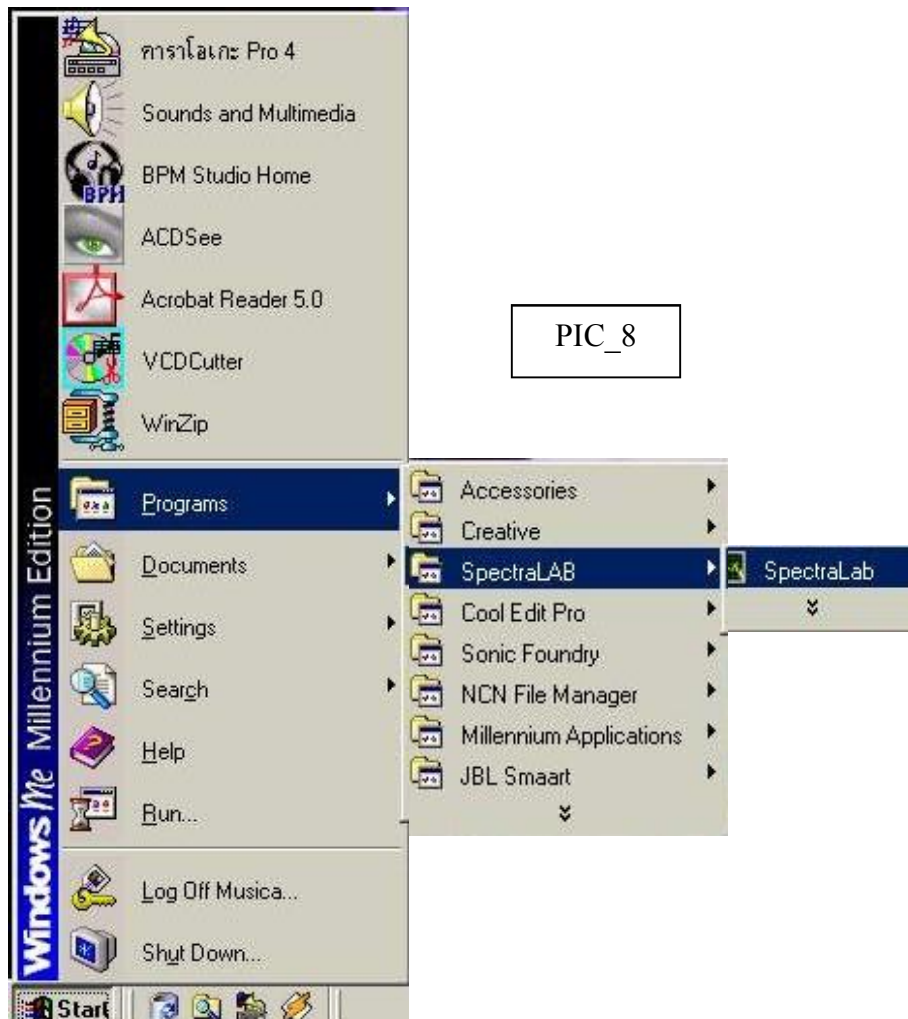 คาราโอเกะ Pro 4
Sounds and Multimedia
BPM
BPM Studio Home
ACDSee
Acrobat Reader 5.0
VCDCutter
WinZip
PIC_8
Windows Me Millennium Edition
Programs
Documents
Settings
Search
Help
Run...
Log Off Musica...
Shut Down...
Accessories
Creative
SpectraLAB
Cool Edit Pro
Sonic Foundry
NCN File Manager
Millennium Applications
JBL Smaart
SpectraLab
Start